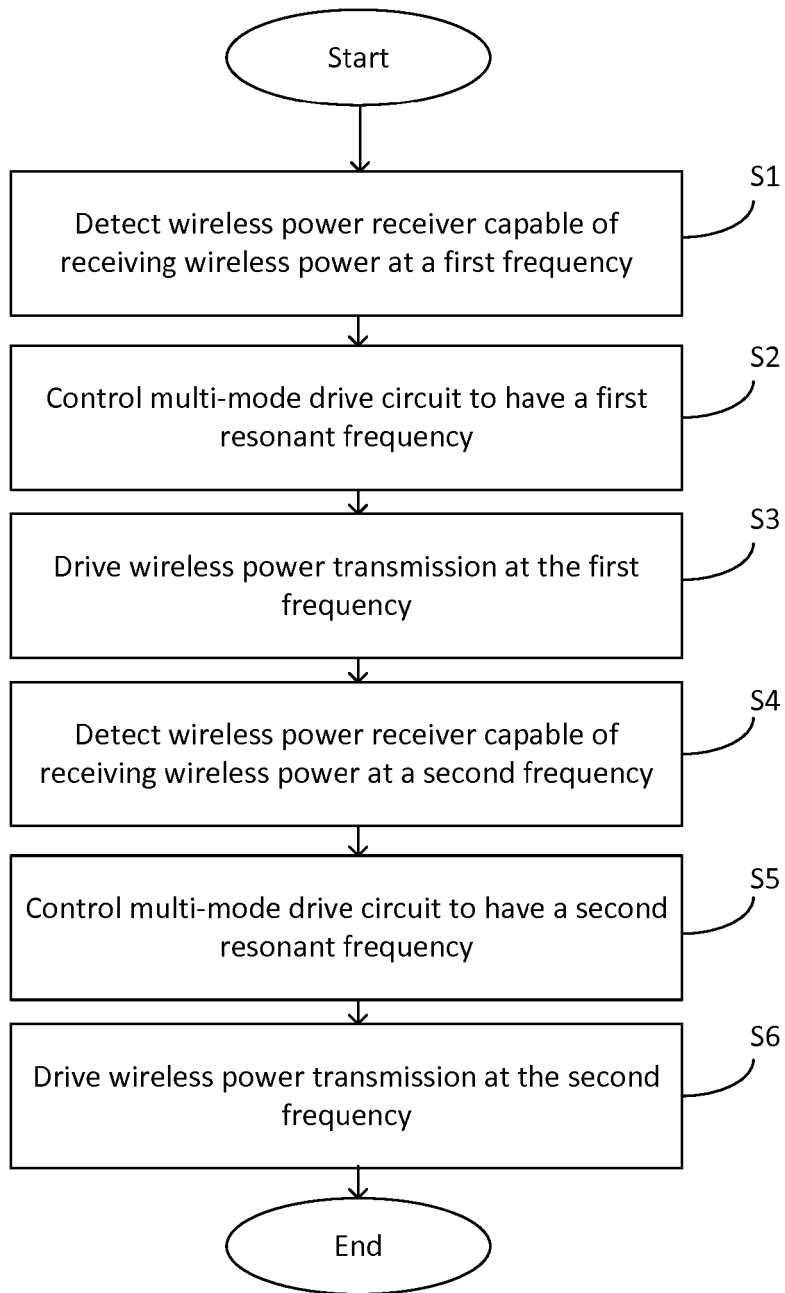 Start
S1
Detect wireless power receiver capable of
receiving wireless power at a first frequency
S2
Control multi-mode drive circuit to have a first
resonant frequency
S3
Drive wireless power transmission at the first
frequency
S4
Detect wireless power receiver capable of
receiving wireless power at a second frequency
S5
Control multi-mode drive circuit to have a second
resonant frequency
S6
Drive wireless power transmission at the second
frequency
End